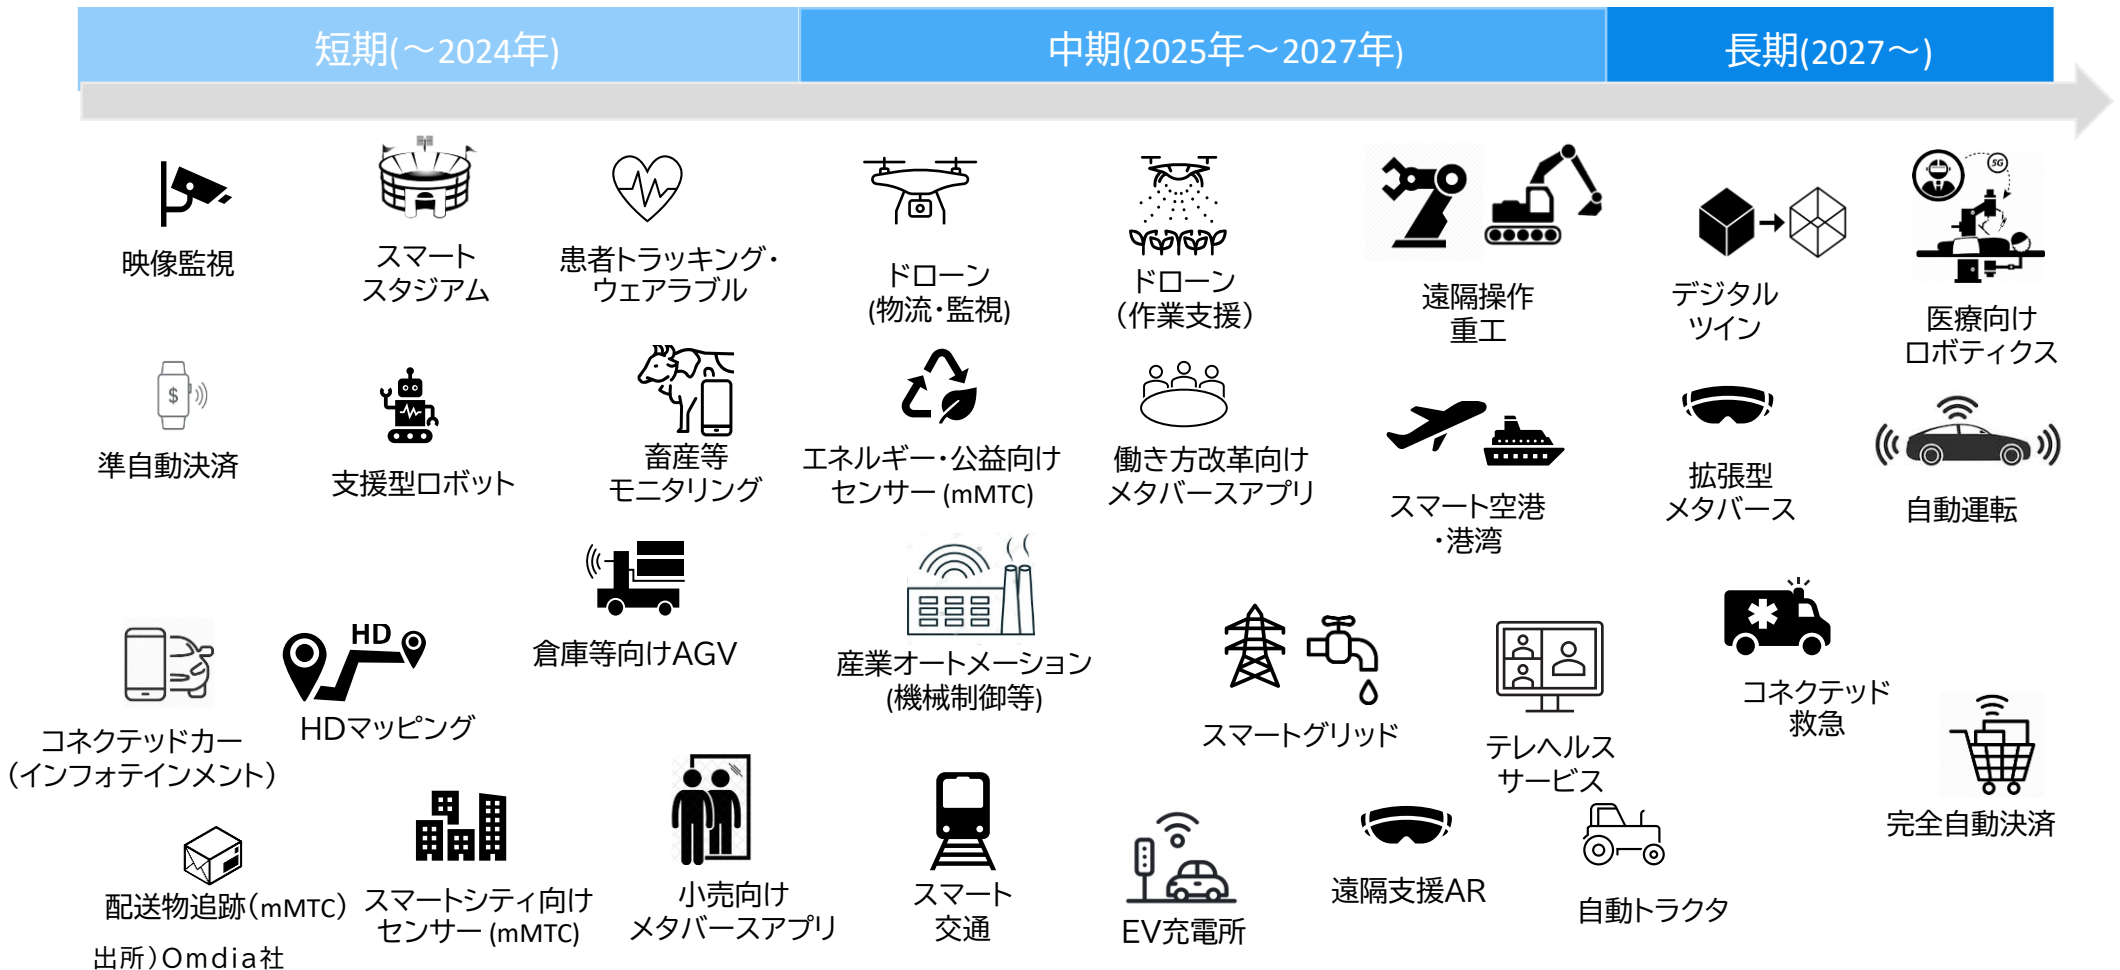 短期(～2024年)
中期(2025年～2027年)
長期(2027～)
映像監視
スマート
スタジアム
患者トラッキング・
ウェアラブル
ドローン
(物流・監視)
ドローン
（作業支援）
遠隔操作
重工
デジタル
ツイン
5G
医療向け
ロボティクス
$
準自動決済
支援型ロボット
畜産等
モニタリング
エネルギー・公益向け
センサー (mMTC)
働き方改革向け
メタバースアプリ
スマート空港
・港湾
拡張型
メタバース
自動運転
コネクテッドカー
（インフォテインメント）
HD
HDマッピング
倉庫等向けAGV
産業オートメーション
(機械制御等)
スマートグリッド
テレヘルス
サービス
コネクテッド
救急
完全自動決済
配送物追跡（mMTC）
スマートシティ向け
センサー (mMTC)
小売向け
メタバースアプリ
スマート
交通
EV充電所
遠隔支援AR
自動トラクタ
出所）Omdia社